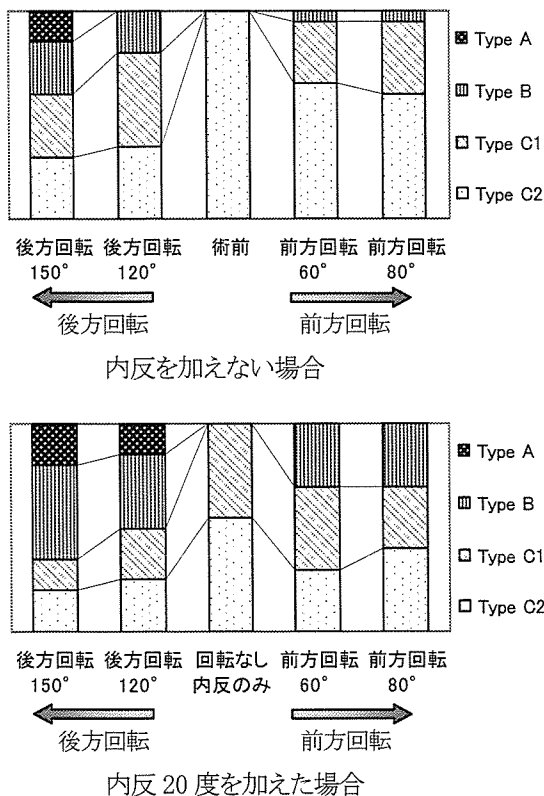 Type A
Type B
Type C1
Type C2
後方回転 後方回転 術前 前方回転 前方回転
150° 120° 60° 80°
後方回転 前方回転
内反を加えない場合
Type A
Type B
Type C1
Type C2
後方回転 後方回転 回転なし 前方回転 前方回転
150° 120° 内反のみ 60° 80°
後方回転 前方回転
内反20度を加えた場合